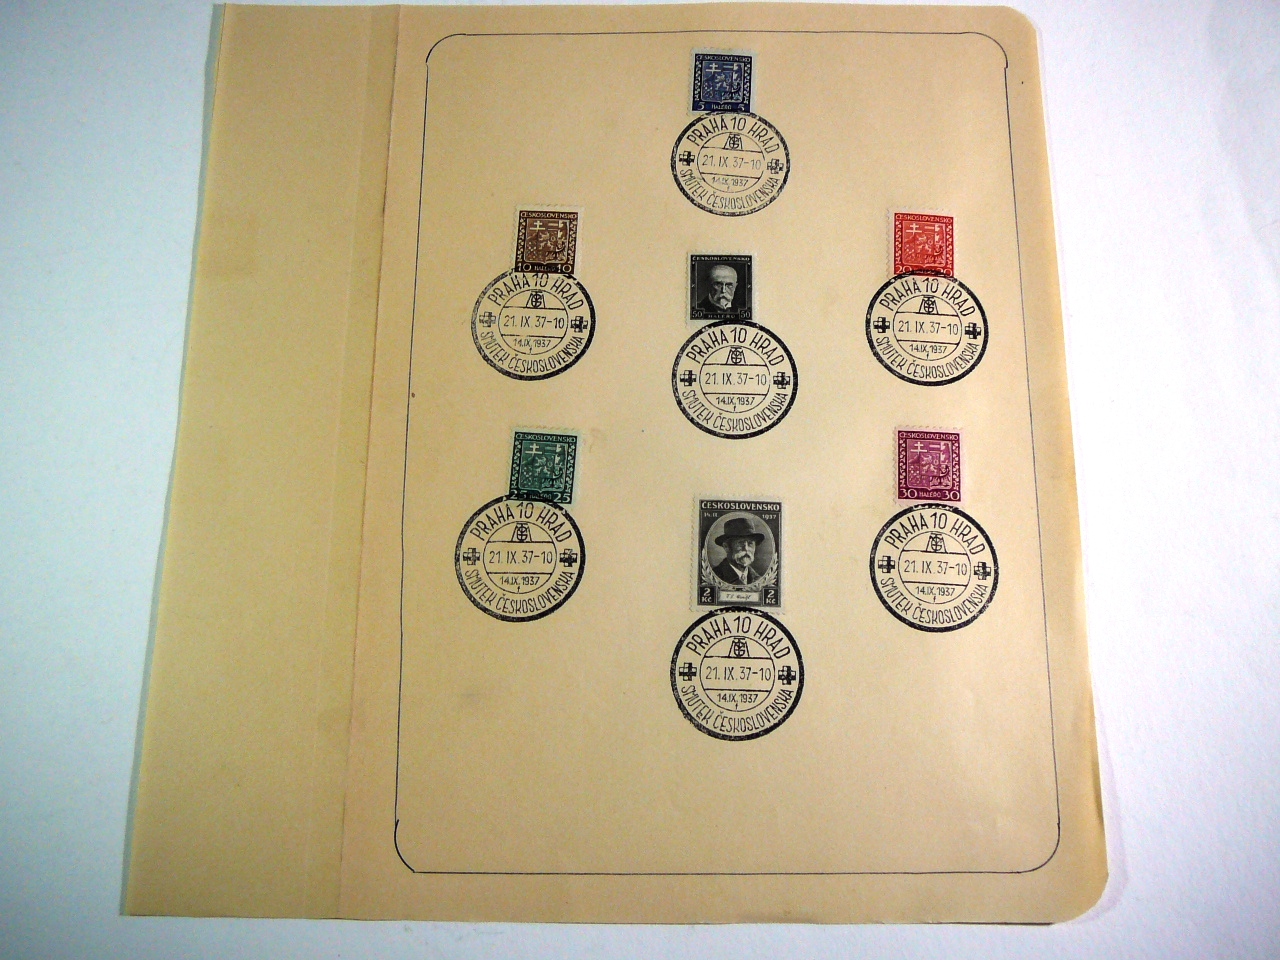 ČESKOSLOVENSKO
5 HALÉŘŮ 5
PRAHA 10 HRAD
21. IX. 37-10
14.IX.1937
f
SMUTEK ČESKOSLOVENSKA
ČESKOSLOVENSKO
10 HALÉŘŮ 10
PRAHA 10 HRAD
21. IX. 37-10
14.IX.1937
f
SMUTEK ČESKOSLOVENSKA
ČESKOSLOVENSKO
50 HALÉŘŮ 50
PRAHA 10 HRAD
21. IX. 37-10
14.IX.1937
f
SMUTEK ČESKOSLOVENSKA
ČESKOSLOVENSKO
20 20
PRAHA 10 HRAD
21. IX. 37-10
14.IX.1937
f
SMUTEK ČESKOSLOVENSKA
ČESKOSLOVENSKO
25 HALÉŘŮ 25
PRAHA 10 HRAD
21. IX. 37-10
14.IX.1937
f
SMUTEK ČESKOSLOVENSKA
ČESKOSLOVENSKO
14.IX. 1937
2 Kč 2 Kč
PRAHA 10 HRAD
21. IX. 37-10
14.IX.1937
f
SMUTEK ČESKOSLOVENSKA
ČESKOSLOVENSKO
30 HALÉŘŮ 30
PRAHA 10 HRAD
21. IX. 37-10
14.IX.1937
f
SMUTEK ČESKOSLOVENSKA